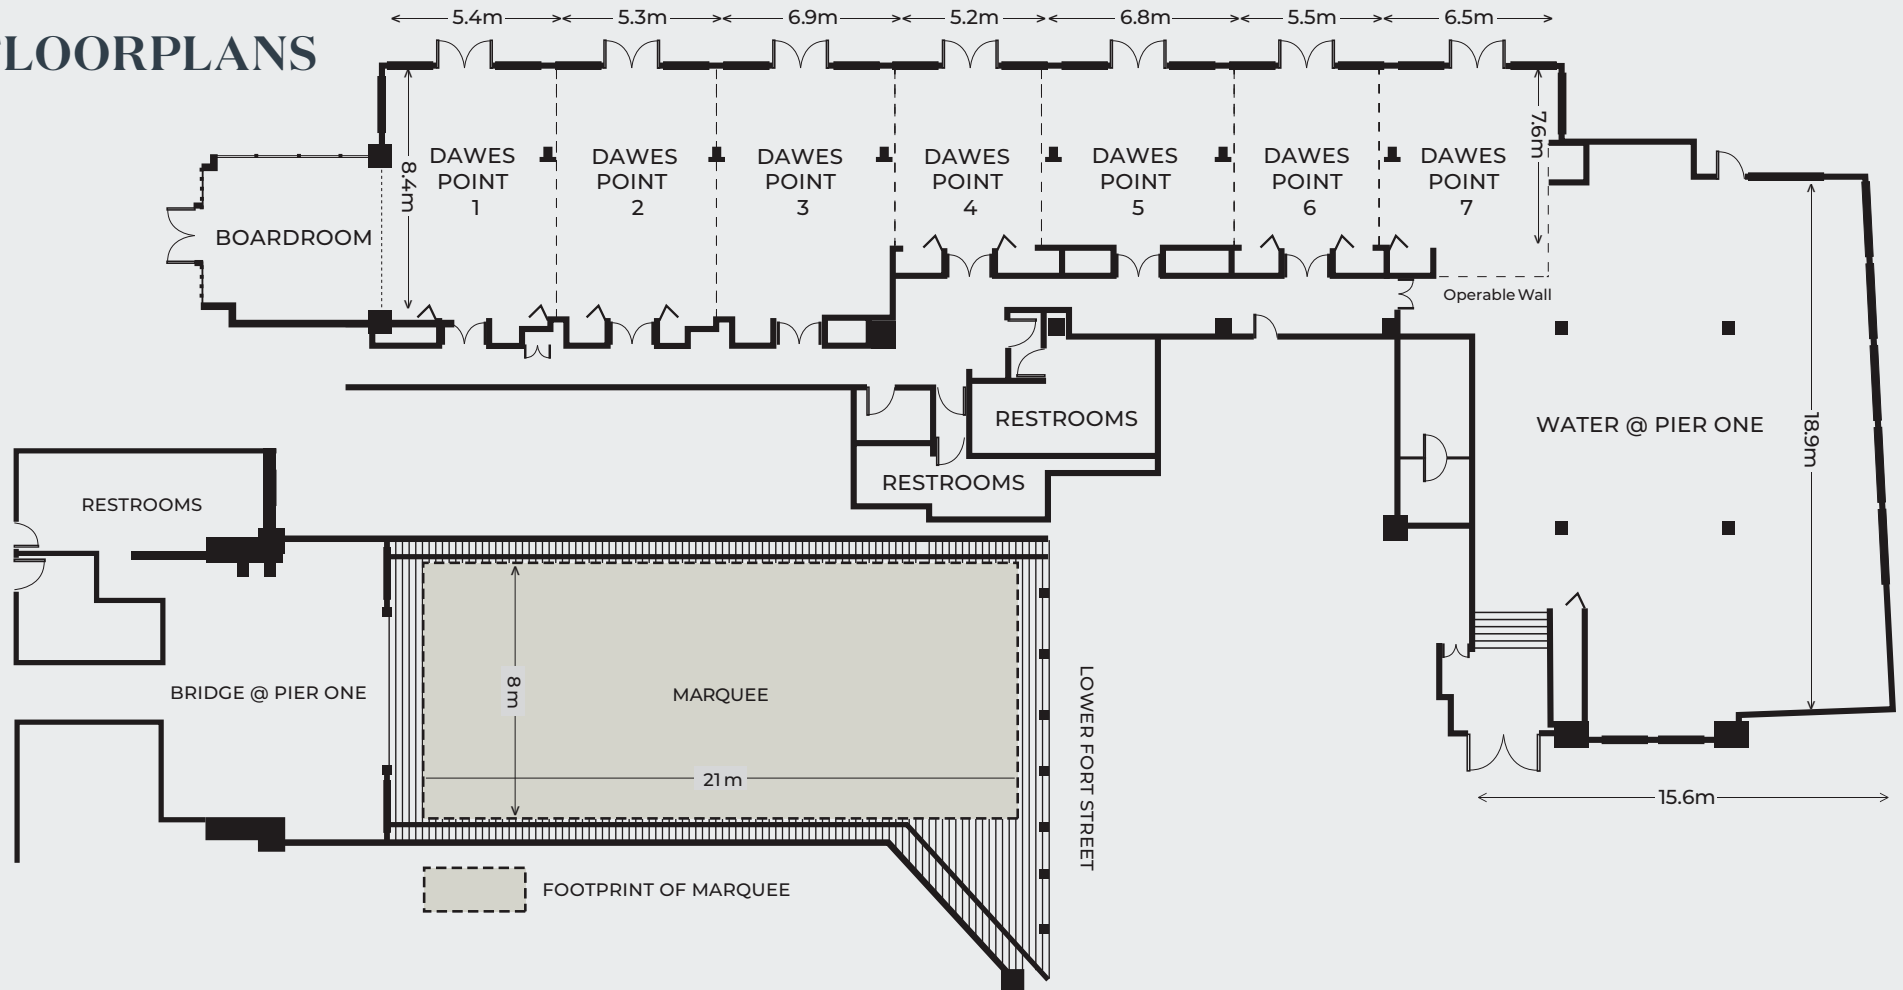 LOORPLANS
5.4m
5.3m
6.9m
5.2m
6.8m
5.5m
6.5m
8.4m
7.6m
DAWES
POINT
1
DAWES
POINT
2
DAWES
POINT
3
DAWES
POINT
4
DAWES
POINT
5
DAWES
POINT
6
DAWES
POINT
7
BOARDROOM
Operable Wall
RESTROOMS
RESTROOMS
WATER @ PIER ONE
18.9m
15.6m
RESTROOMS
BRIDGE @ PIER ONE
8 m
MARQUEE
21 m
LOWER FORT STREET
FOOTPRINT OF MARQUEE